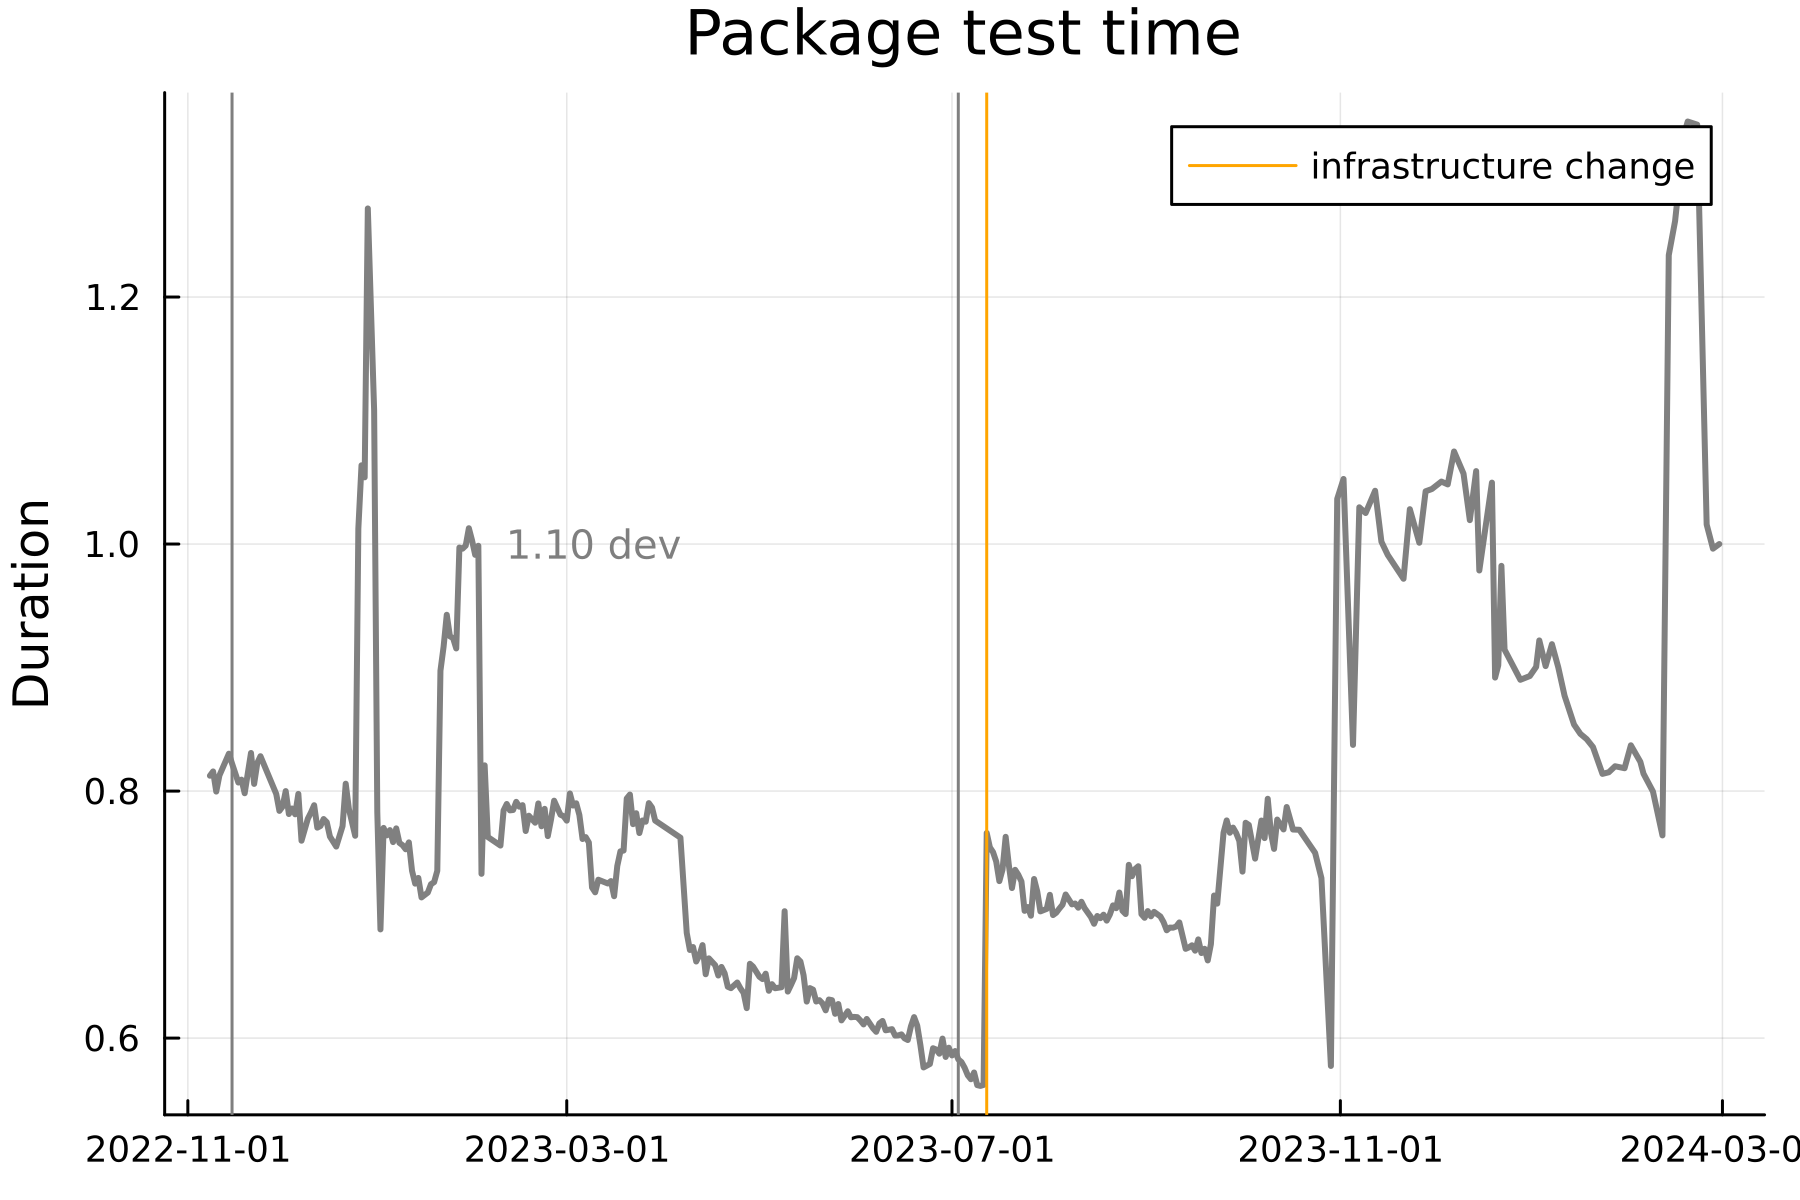 Package test time
infrastructure change
1.2
1.0
0.8
0.6
Duration
1.10 dev
2022-11-01
2023-03-01
2023-07-01
2023-11-01
2024-03-0